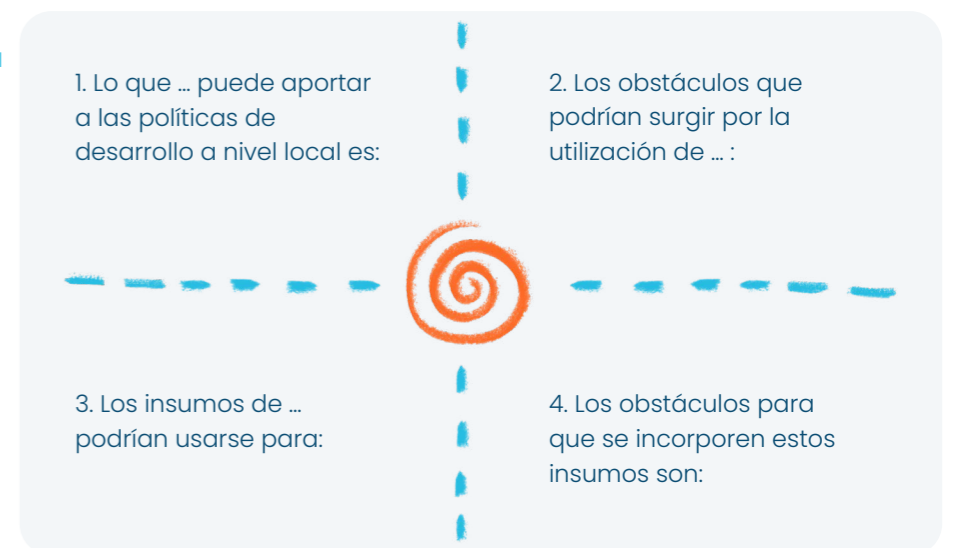 1. Lo que ... puede aportar
a las políticas de
desarrollo a nivel local es:
2. Los obstáculos que
podrían surgir por la
utilización de ... :
3. Los insumos de ...
podrían usarse para:
4. Los obstáculos para
que se incorporen estos
insumos son: